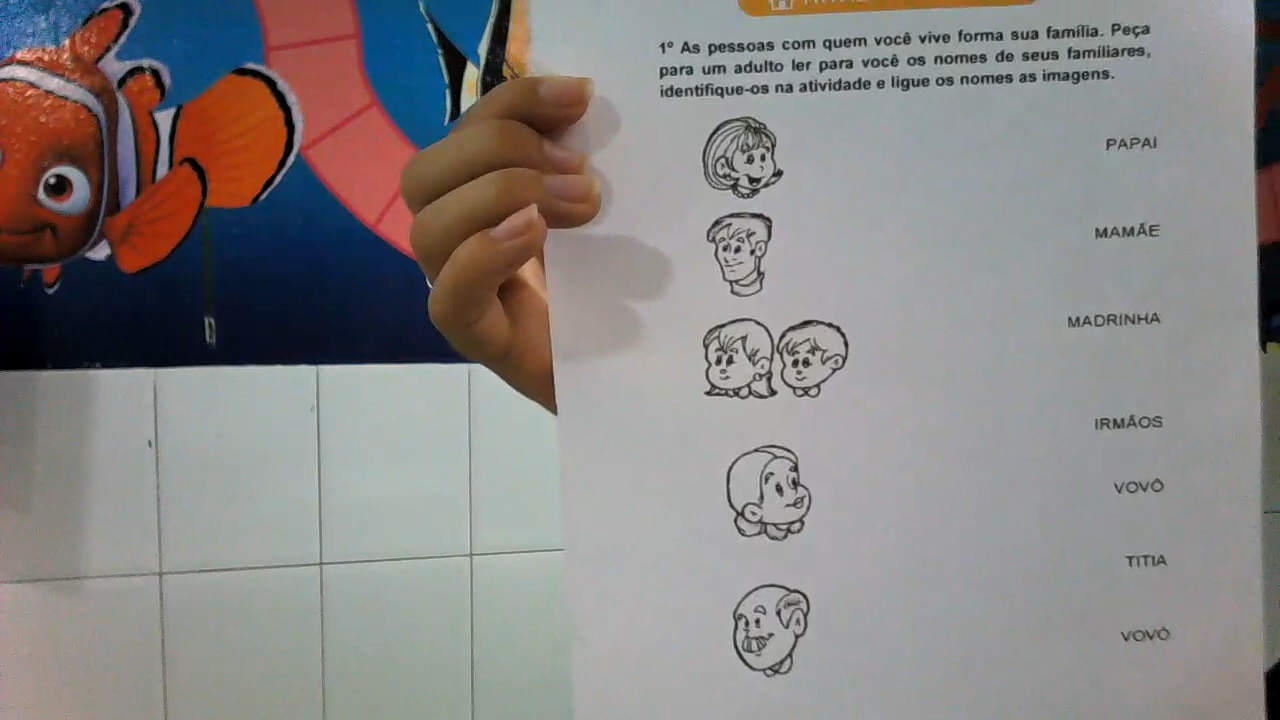 1º As pessoas com quem você vive forma sua família. Peça
para um adulto ler para você os nomes de seus familiares,
identifique-os na atividade e ligue os nomes as imagens.
PAPAI
MAMÃE
MADRINHA
IRMÃOS
VOVÔ
TITIA
VOVÓ